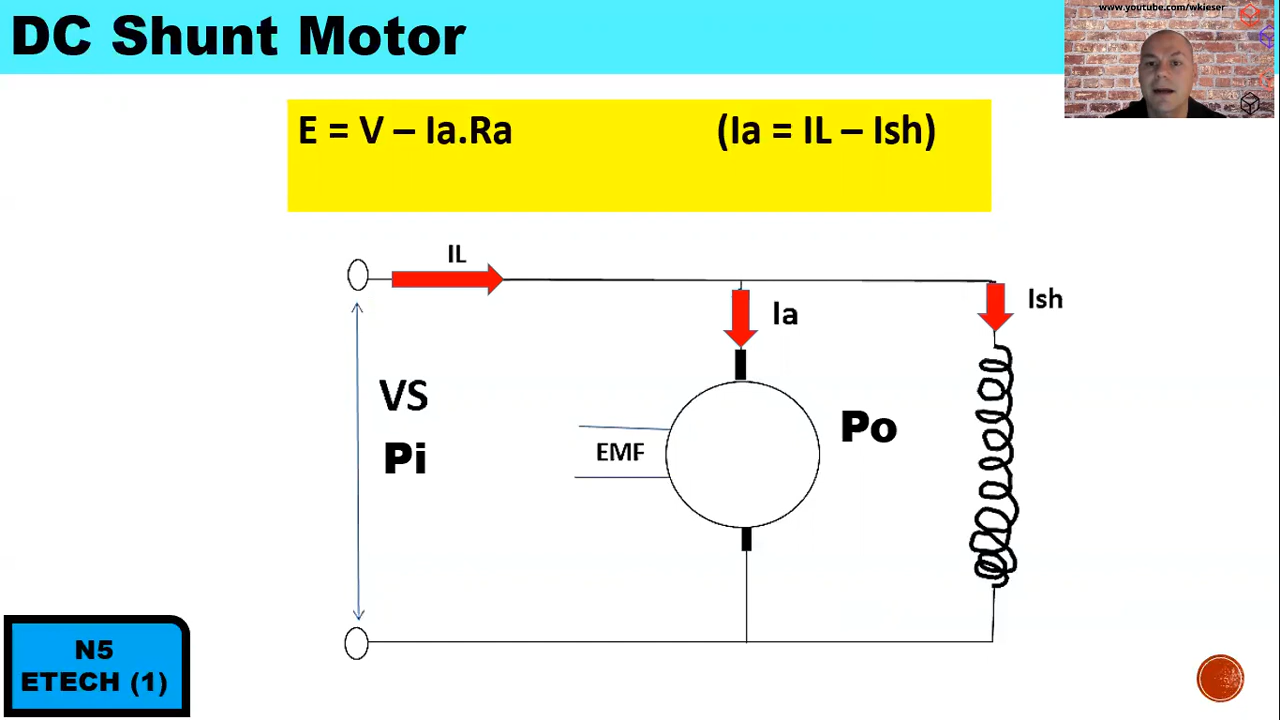 DC Shunt Motor
www.youtube.com/wkieser
E = V – Ia.Ra (Ia = IL – Ish)
IL
Ia
Ish
VS
Pi
EMF
Po
N5
ETECH (1)